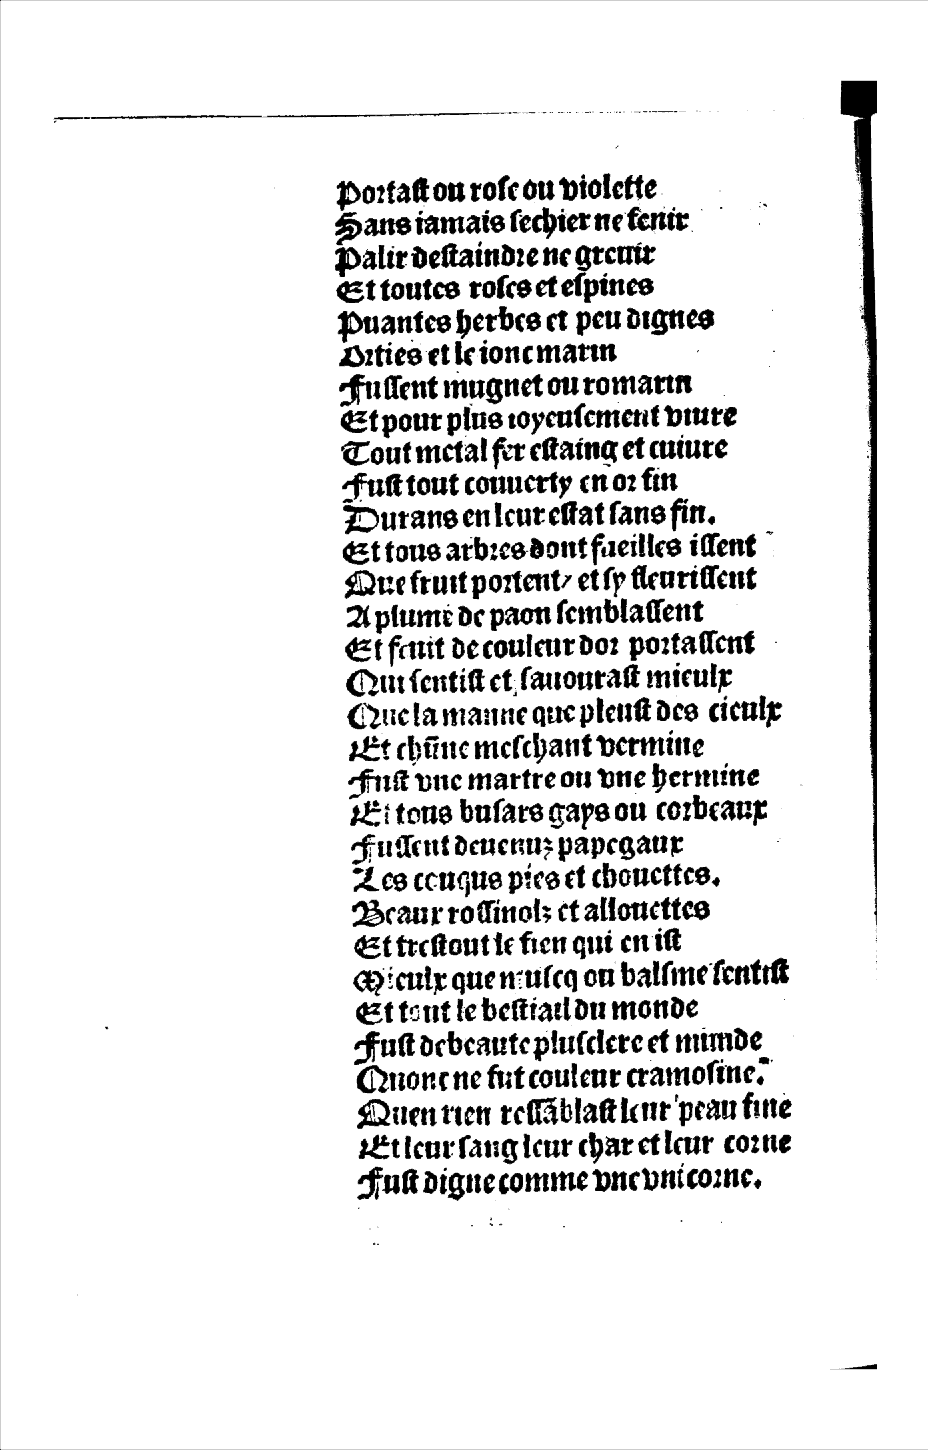 Portaſt ou roſe ou violette
Sans iamais ſechier ne fenir
Palir deſtaindre ne greuir
Et toutes roſes et eſpines
Puantes herbes et peu dignes
Orties et le ionc marin
Fuſſent mugnet ou romarin
Et pour plus ioyeuſement viure
Tout metal fer eſtaing et cuiure
Fuſt tout conuerty en or fin
Durans en leur eſtat ſans fin.
Et tous arbres dont fueilles iſſent
Que fruit portent/ et ſy fleuriſſent
A plume de paon ſemblaſſent
Et fruit de couleur dor portaſſent
Qui ſentiſt et ſauouraſt mieulx
Que la manne que pleuſt des cieulx
Et chũne meſchant vermine
Fuſt vne martre ou vne hermine
Et tous buſars gays ou corbeaux
Fuſſent deuenuz papegaux
Les couqus pies et chouettes.
Beaux roſſinolz et allouettes
Et treſtout le fien qui en iſt
Mieulx que muſcq ou balſme ſentiſt
Et tout le beſtiail du monde
Fuſt de beaute pluſclere et munde
Quonc ne fut couleur cramoſine.
Quen rien reſſãblaſt leur peau fine
Et leur ſang leur char et leur corne
Fuſt digne comme vne vnicorne.